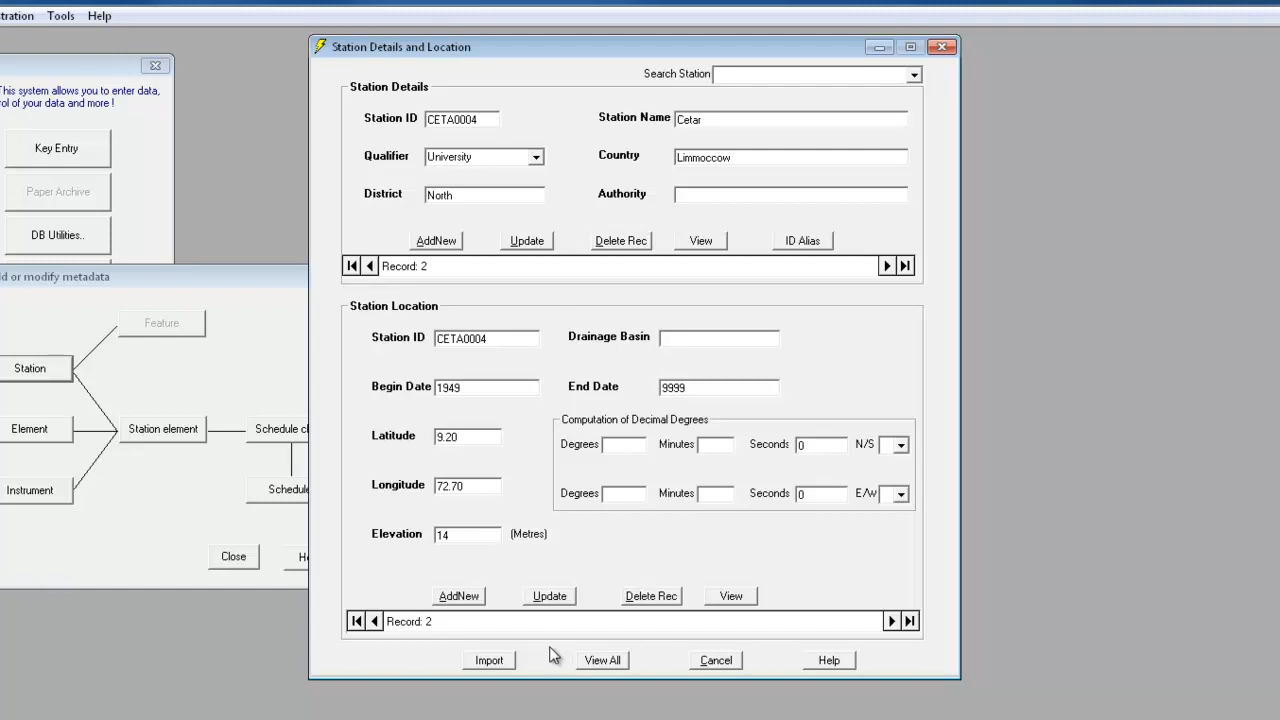 tration Tools Help
This system allows you to enter data,
rol of your data and more !
Key Entry
Paper Archive
DB Utilities..
d or modify metadata
Feature
Station
Element
Station element
Schedule cl
Instrument
Schedule
Close
He
Station Details and Location
Search Station
Station Details
Station ID CETA0004
Station Name Cetar
Qualifier University
Country Limmoccow
District North
Authority
AddNew Update Delete Rec View ID Alias
Record: 2
Station Location
Station ID CETA0004
Drainage Basin
Begin Date 1949
End Date 9999
Computation of Decimal Degrees
Latitude 9.20
Degrees Minutes Seconds 0 N/S
Longitude 72.70
Degrees Minutes Seconds 0 E/w
Elevation 14 (Metres)
AddNew Update Delete Rec View
Record: 2
Import View All Cancel Help